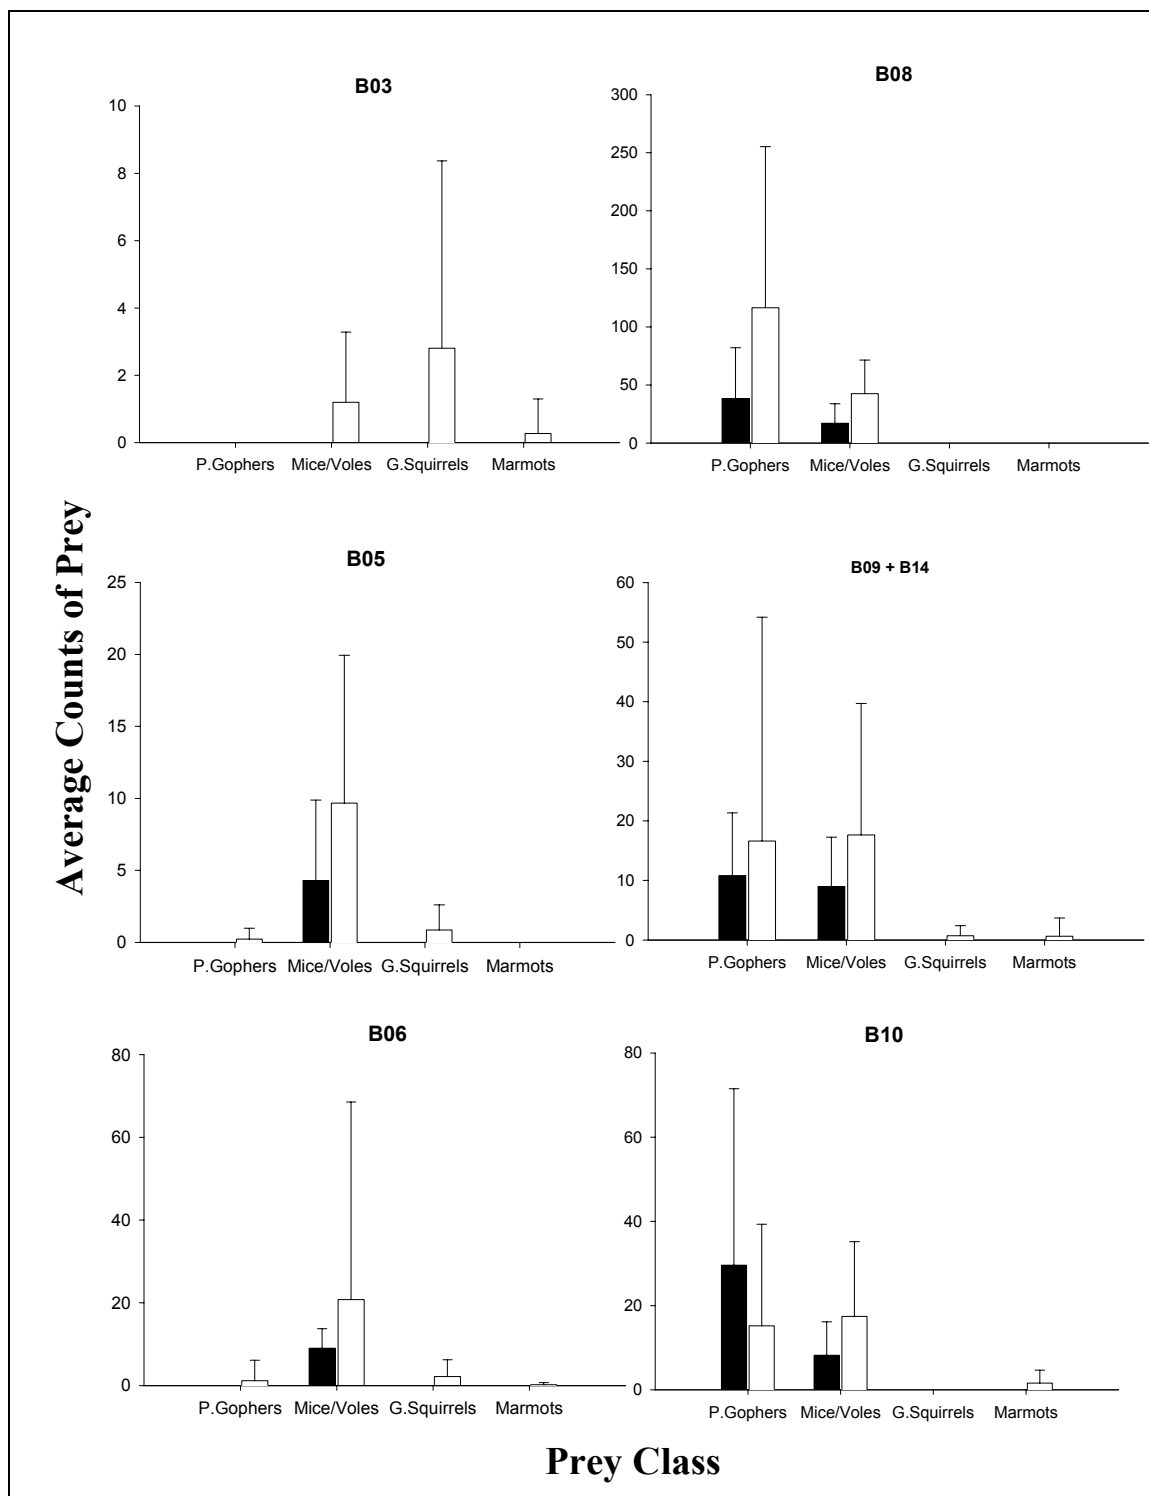 B03
10
8
6
4
2
0
P.Gophers Mice/Voles G.Squirrels Marmots
B08
300
250
200
150
100
50
0
P.Gophers Mice/Voles G.Squirrels Marmots
Average Counts of Prey
B05
25
20
15
10
5
0
P.Gophers Mice/Voles G.Squirrels Marmots
B09 + B14
60
50
40
30
20
10
0
P.Gophers Mice/Voles G.Squirrels Marmots
B06
80
60
40
20
0
P.Gophers Mice/Voles G.Squirrels Marmots
B10
80
60
40
20
0
P.Gophers Mice/Voles G.Squirrels Marmots
Prey Class